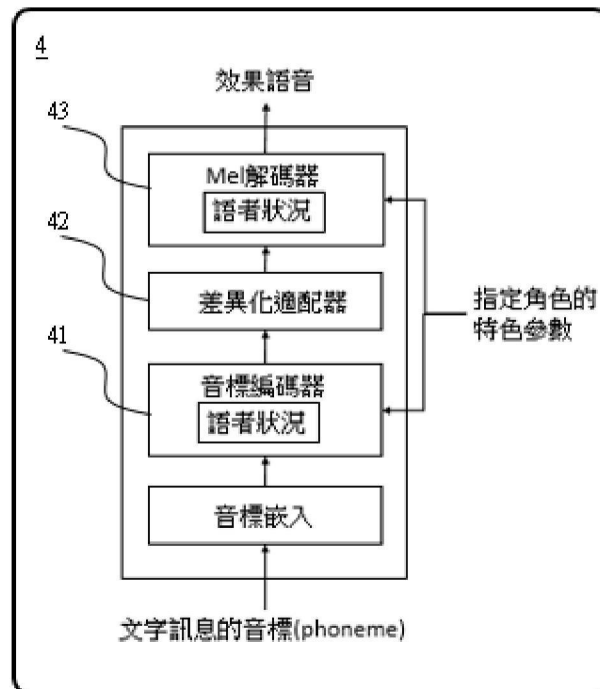 4
效果語音
43
Mel解碼器
語者狀況
42
差異化適配器
指定角色的
特色參數
41
音標編碼器
語者狀況
音標嵌入
文字訊息的音標(phoneme)